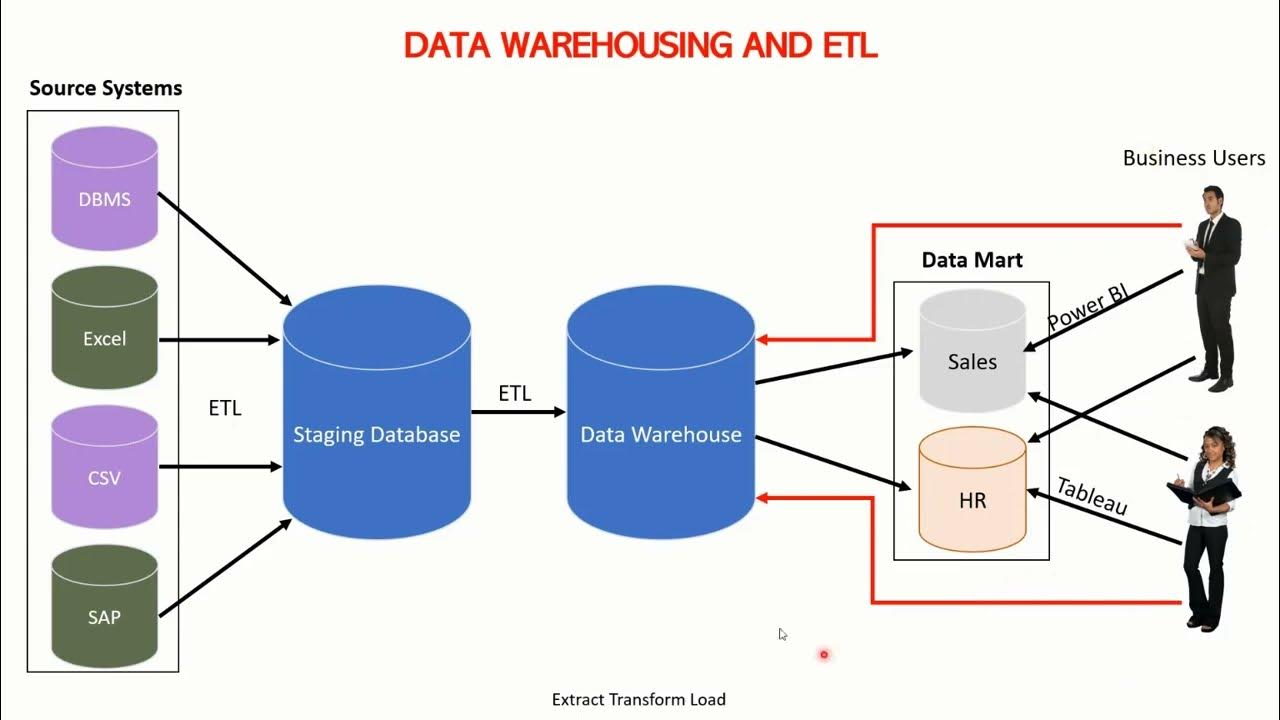 DATA WAREHOUSING AND ETL
Source Systems
DBMS
Excel
CSV
SAP
ETL
Staging Database
ETL
Data Warehouse
Data Mart
Sales
HR
Business Users
Power BI
Tableau
Extract Transform Load